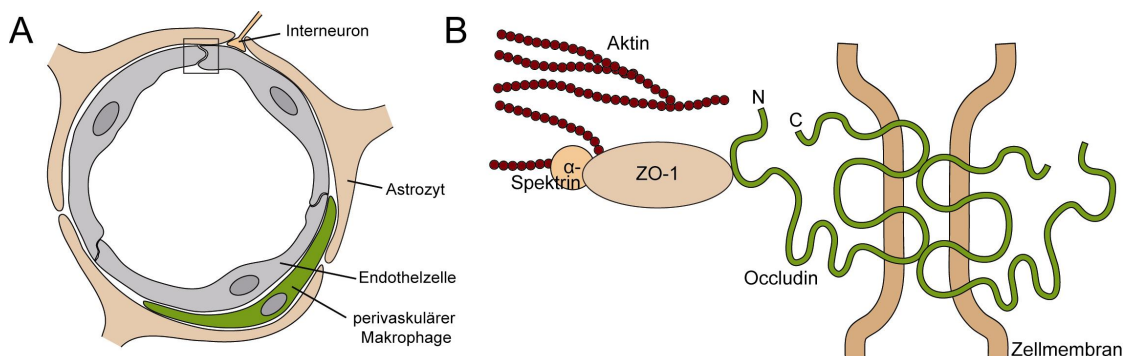 A
Interneuron
Astrozyt
Endothelzelle
perivaskulärer
Makrophage
B
Aktin
N
C
α-
Spektrin
ZO-1
Occludin
Zellmembran